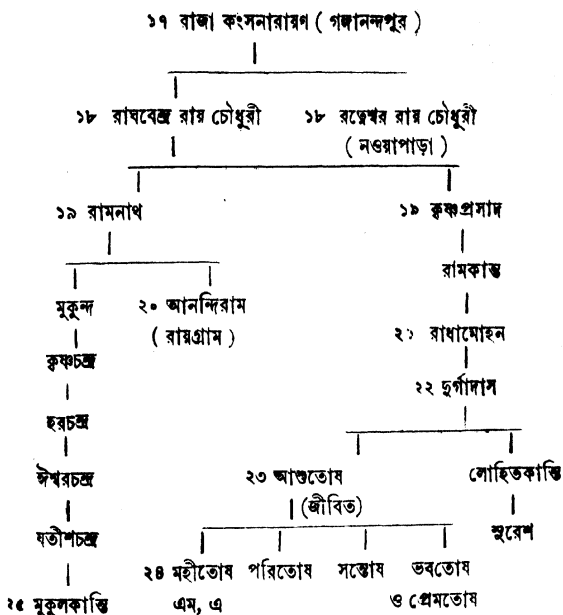 ১৭ রাজা কংসনারায়ণ ( গঙ্গানন্দপুর )
১৮ রাঘবেন্দ্র রায় চৌধুরী ১৮ রত্নেশ্বর রায় চৌধুরী
( নওয়াপাড়া )
১৯ রামনাথ ১৯ কৃষ্ণপ্রসাদ
রামকান্ত
মুকুন্দ ২০ আনন্দিরাম
( রায়গ্রাম ) ২১ রাধামোহন
কৃষ্ণচন্দ্র
২২ দুর্গাদাস
হরচন্দ্র
ঈশ্বরচন্দ্র ২৩ আশুতোষ লোহিতকান্তি
(জীবিত)
যতীশচন্দ্র সুরেশ
২৪ মহীতোষ পরিতোষ সন্তোষ ভবতোষ
২৫ মুকুলকান্তি এম, এ ও প্রেমতোষ